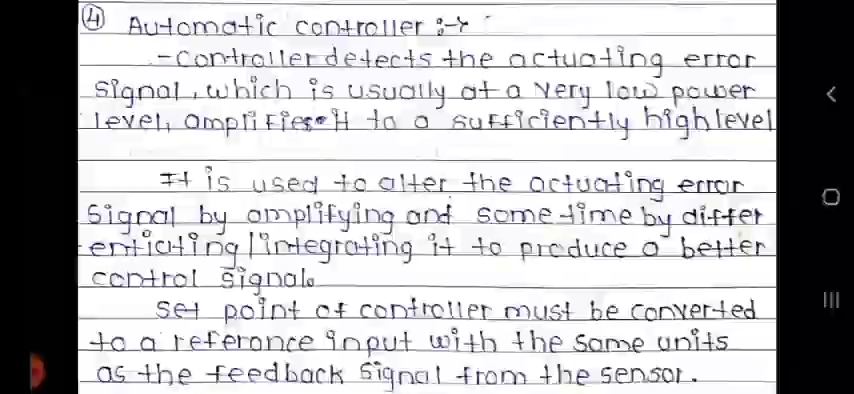 ④ Automatic controller :-
- controller detects the actuating error
signal, which is usually at a very low power
level, amplifies it to a sufficiently high level
It is used to alter the actuating error
signal by amplifying and some time by differ
entiating / integrating it to produce a better
control signal.
Set point of controller must be converted
to a reference input with the same units
as the feedback signal from the sensor.